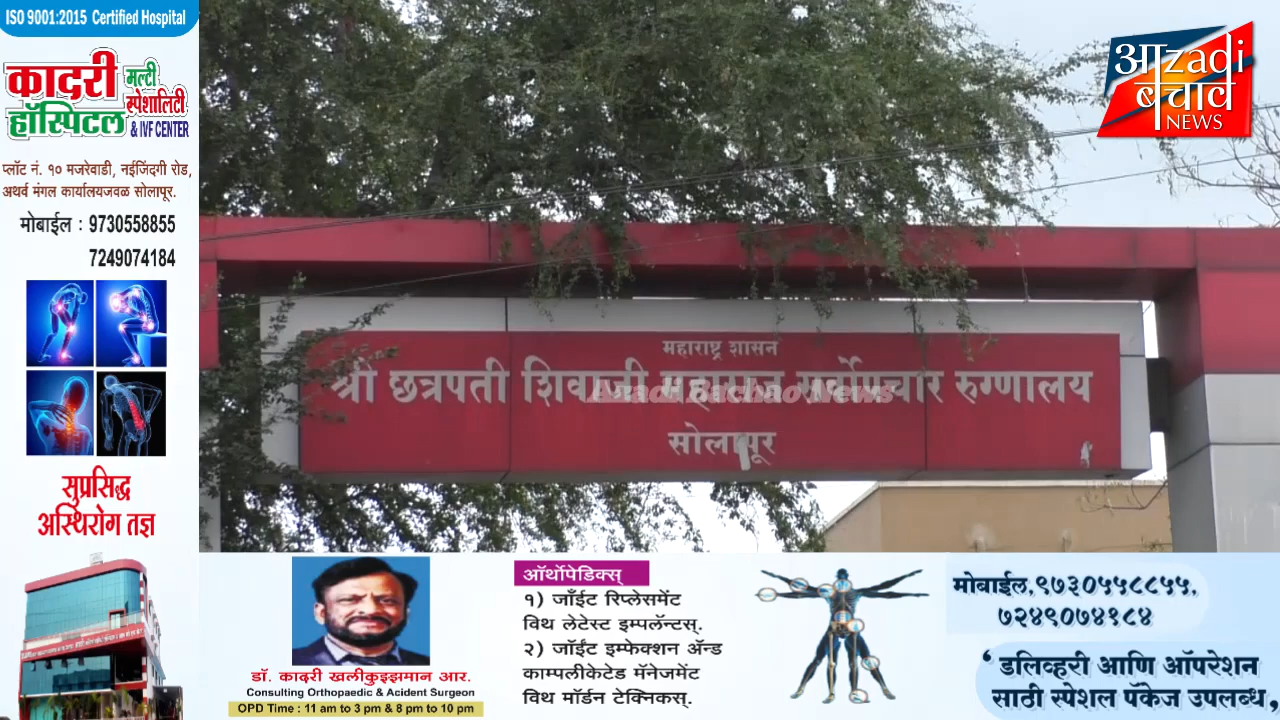 ISO 9001:2015 Certified Hospital
कादरी
हॉस्पिटल
मल्टी
स्पेशालिटी
& IVF CENTER
प्लॉट नं. १० मजरेवाडी, नईजिंदगी रोड,
अथर्व मंगल कार्यालयजवळ सोलापूर.
मोबाईल : 9730558855
7249074184
सुप्रसिद्ध
अस्थिरोग तज्ञ
आzadi
बचाव
NEWS
महाराष्ट्र शासन
श्री छत्रपती शिवाजी महाराज सर्वोपचार रुग्णालय
Azadi Bachao News
सोलापूर
डॉ. कादरी खलीकुझ्झमान आर.
Consulting Orthopaedic & Acident Surgeon
OPD Time : 11 am to 3 pm & 8 pm to 10 pm
ऑर्थोपेडिक्स्
१) जॉईट रिप्लेसमेंट
विथ लेटेस्ट इम्पलॅन्टस्.
२) जॉईट इम्फेक्शन ॲन्ड
काम्पलीकेटेड मॅनेजमेंट
विथ मॉर्डन टेक्निकस्.
मोबाईल.९७३०५५८८५५,
७२४९०७४१८४
‘ डलिव्हरी आणि ऑपरेशन
साठी स्पेशल पॅकेज उपलब्ध,